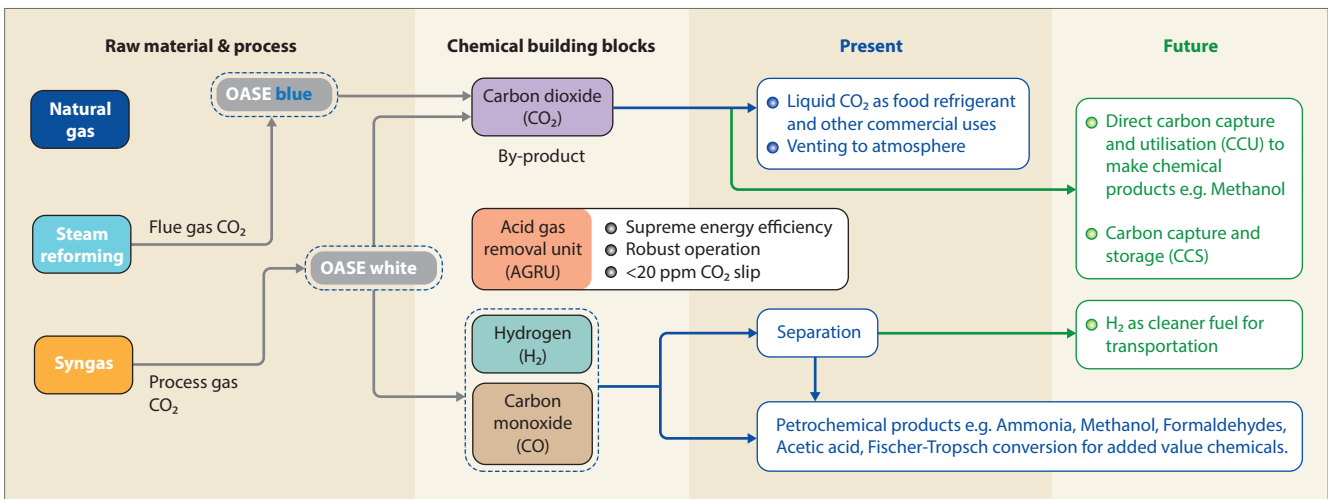 Raw material & process
Chemical building blocks
Present
Future
Natural
gas
OASE blue
Carbon dioxide
(CO₂)
By-product
Liquid CO₂ as food refrigerant
and other commercial uses
Venting to atmosphere
Direct carbon capture
and utilisation (CCU) to
make chemical
products e.g. Methanol
Carbon capture and
storage (CCS)
Steam
reforming
Flue gas CO₂
OASE white
Acid gas
removal unit
(AGRU)
Supreme energy efficiency
Robust operation
<20 ppm CO₂ slip
Syngas
Process gas
CO₂
Hydrogen
(H₂)
Carbon
monoxide
(CO)
Separation
H₂ as cleaner fuel for
transportation
Petrochemical products e.g. Ammonia, Methanol, Formaldehydes,
Acetic acid, Fischer-Tropsch conversion for added value chemicals.